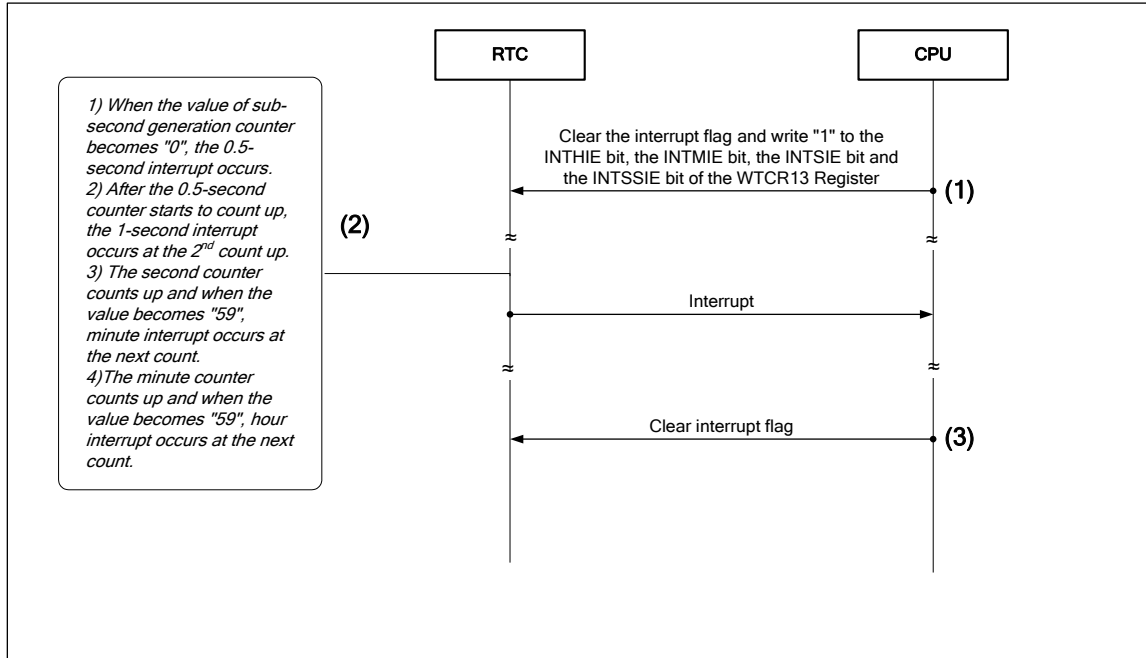 RTC
CPU
1) When the value of sub-
second generation counter
becomes "0", the 0.5-
second interrupt occurs.
2) After the 0.5-second
counter starts to count up,
the 1-second interrupt
occurs at the 2nd count up.
3) The second counter
counts up and when the
value becomes "59",
minute interrupt occurs at
the next count.
4)The minute counter
counts up and when the
value becomes "59", hour
interrupt occurs at the next
count.
Clear the interrupt flag and write "1" to the
INTHIE bit, the INTMIE bit, the INTSIE bit and
the INTSSIE bit of the WTCR13 Register
(1)
(2)
≈ ≈
Interrupt
≈ ≈
Clear interrupt flag
(3)